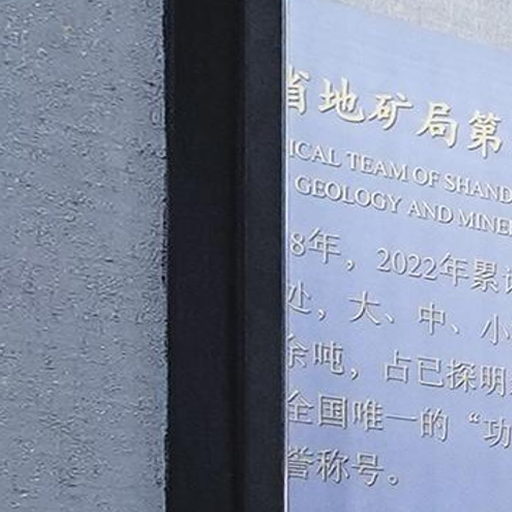 省地矿局第
ICAL TEAM OF SHAND
GEOLOGY AND MINE
8年，2022年累
处，大、中、小
余吨，占已探明
全国唯一的“功
誉称号。